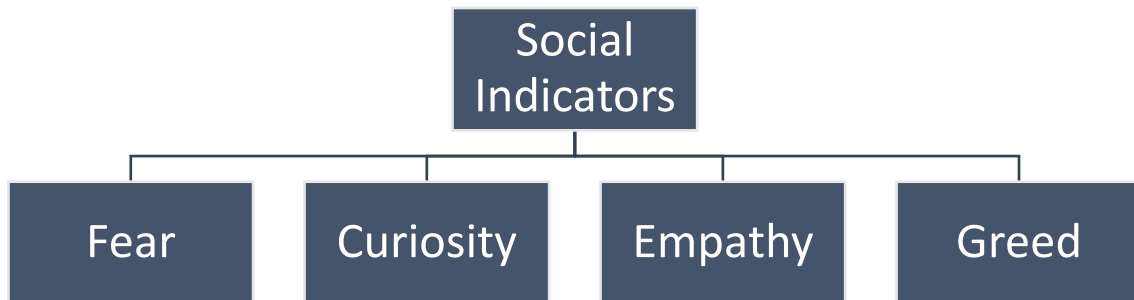 Social
Indicators
Fear
Curiosity
Empathy
Greed